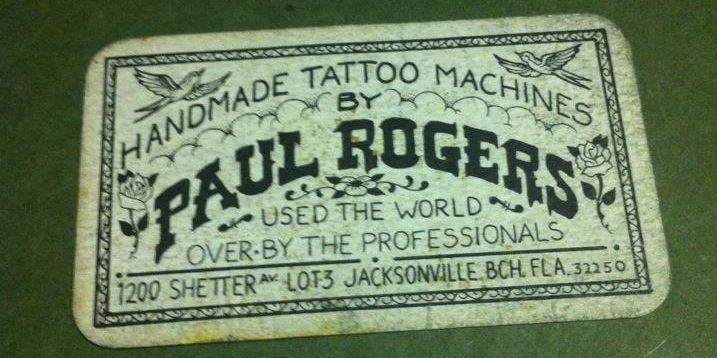 HANDMADE TATTOO MACHINES
BY
PAUL ROGERS
USED THE WORLD
OVER-BY THE PROFESSIONALS
1200 SHETTER AV. LOT3 JACKSONVILLE BCH. FLA. 32250